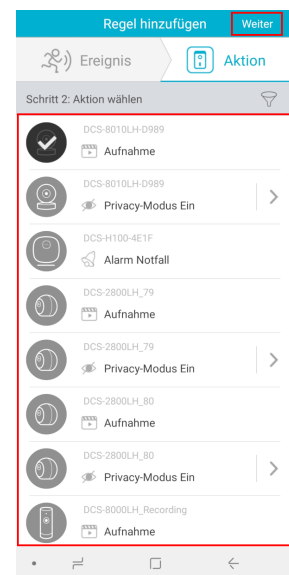 Regel hinzufügen Weiter
Ereignis Aktion
Schritt 2: Aktion wählen
DCS-8010LH-D989
Aufnahme
DCS-8010LH-D989
Privacy-Modus Ein
DCS-H100-4E1F
Alarm Notfall
DCS-2800LH_79
Aufnahme
DCS-2800LH_79
Privacy-Modus Ein
DCS-2800LH_80
Aufnahme
DCS-2800LH_80
Privacy-Modus Ein
DCS-8000LH_Recording
Aufnahme